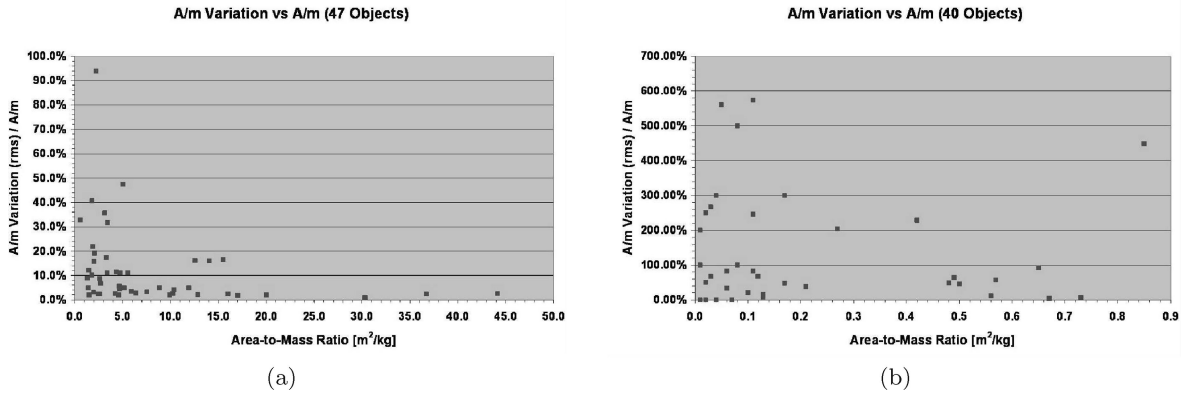 A/m Variation vs A/m (47 Objects)
A/m Variation (rms) / A/m
100.0%
90.0%
80.0%
70.0%
60.0%
50.0%
40.0%
30.0%
20.0%
10.0%
0.0%
0.0 5.0 10.0 15.0 20.0 25.0 30.0 35.0 40.0 45.0 50.0
Area-to-Mass Ratio [m²/kg]
(a)
A/m Variation vs A/m (40 Objects)
A/m Variation (rms) / A/m
700.00%
600.00%
500.00%
400.00%
300.00%
200.00%
100.00%
0.00%
0.0 0.1 0.2 0.3 0.4 0.5 0.6 0.7 0.8 0.9
Area-to-Mass Ratio [m²/kg]
(b)